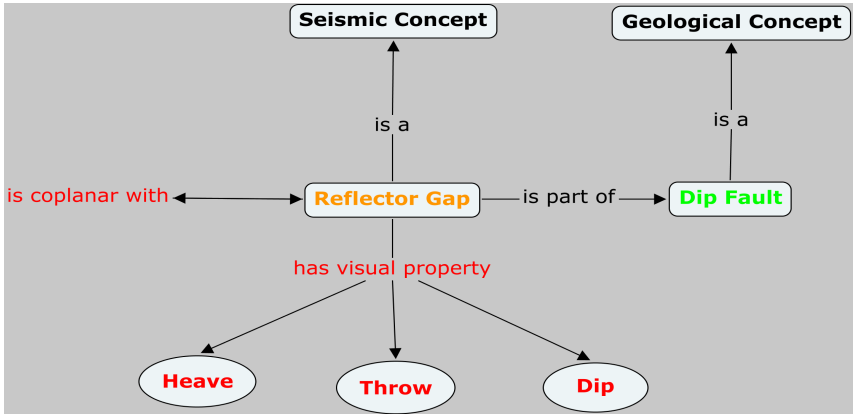 Seismic Concept
Geological Concept
is a
is a
is coplanar with
Reflector Gap
is part of
Dip Fault
has visual property
Heave
Throw
Dip